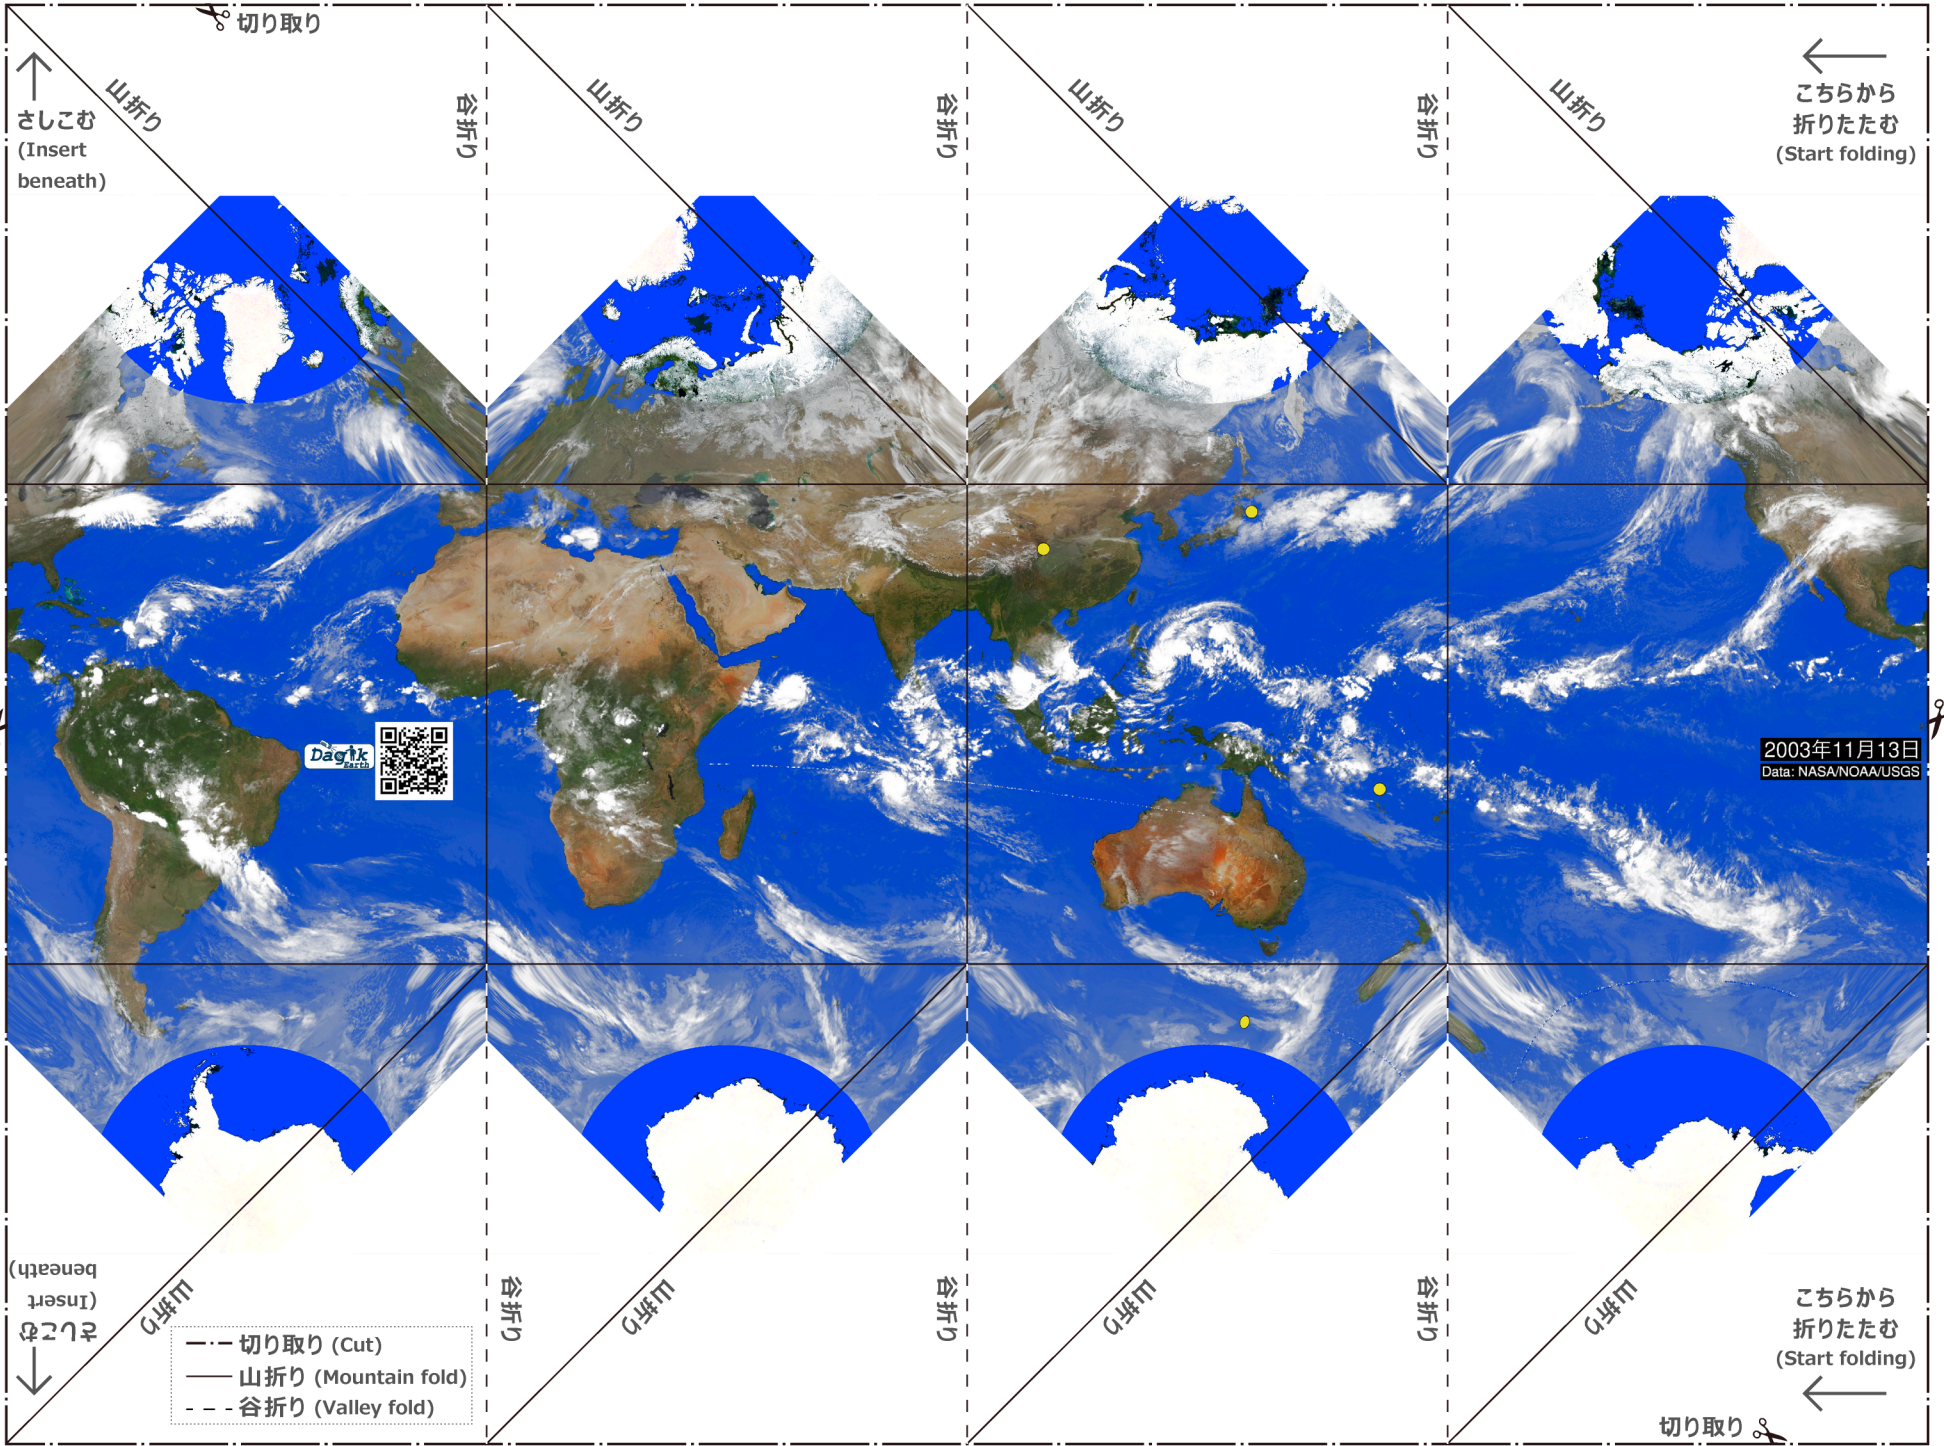 切り取り
さしこむ
(Insert
beneath)
山折り
谷折り
山折り
谷折り
山折り
谷折り
山折り
こちらから
折りたたむ
(Start folding)
Dagik
Earth
2003年11月13日
Data: NASA/NOAA/USGS
さしこむ
(Insert
beneath)
山折り
谷折り
山折り
谷折り
山折り
谷折り
山折り
こちらから
折りたたむ
(Start folding)
切り取り (Cut)
山折り (Mountain fold)
谷折り (Valley fold)
切り取り